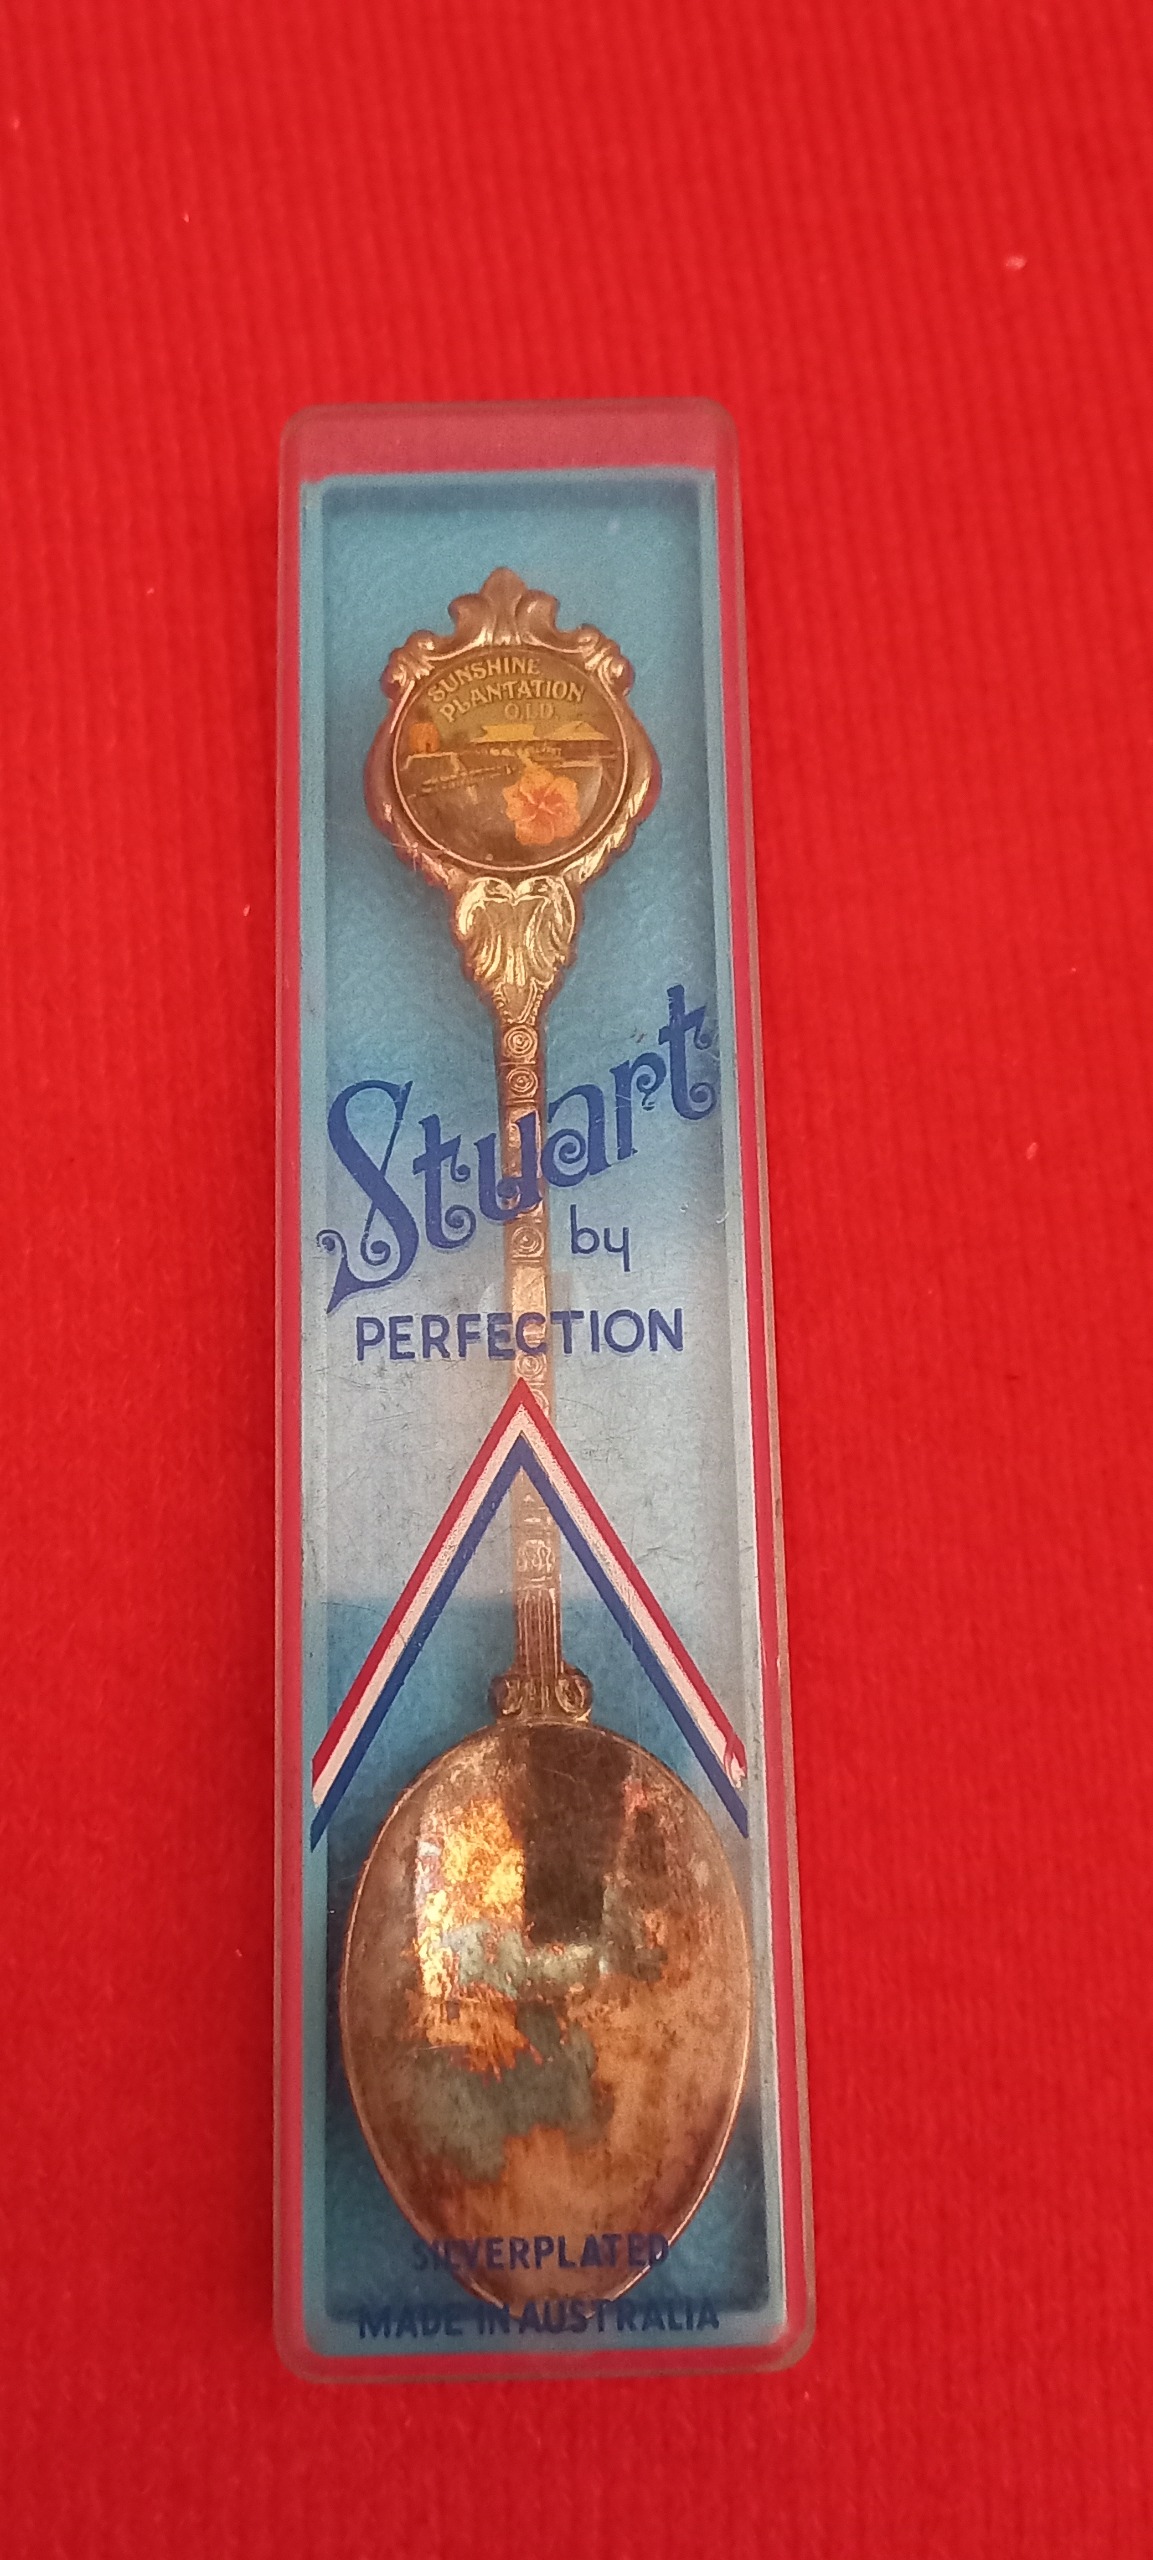 SUNSHINE
PLANTATION
QLD.
Stuart
by
PERFECTION
SILVERPLATED
MADE IN AUSTRALIA